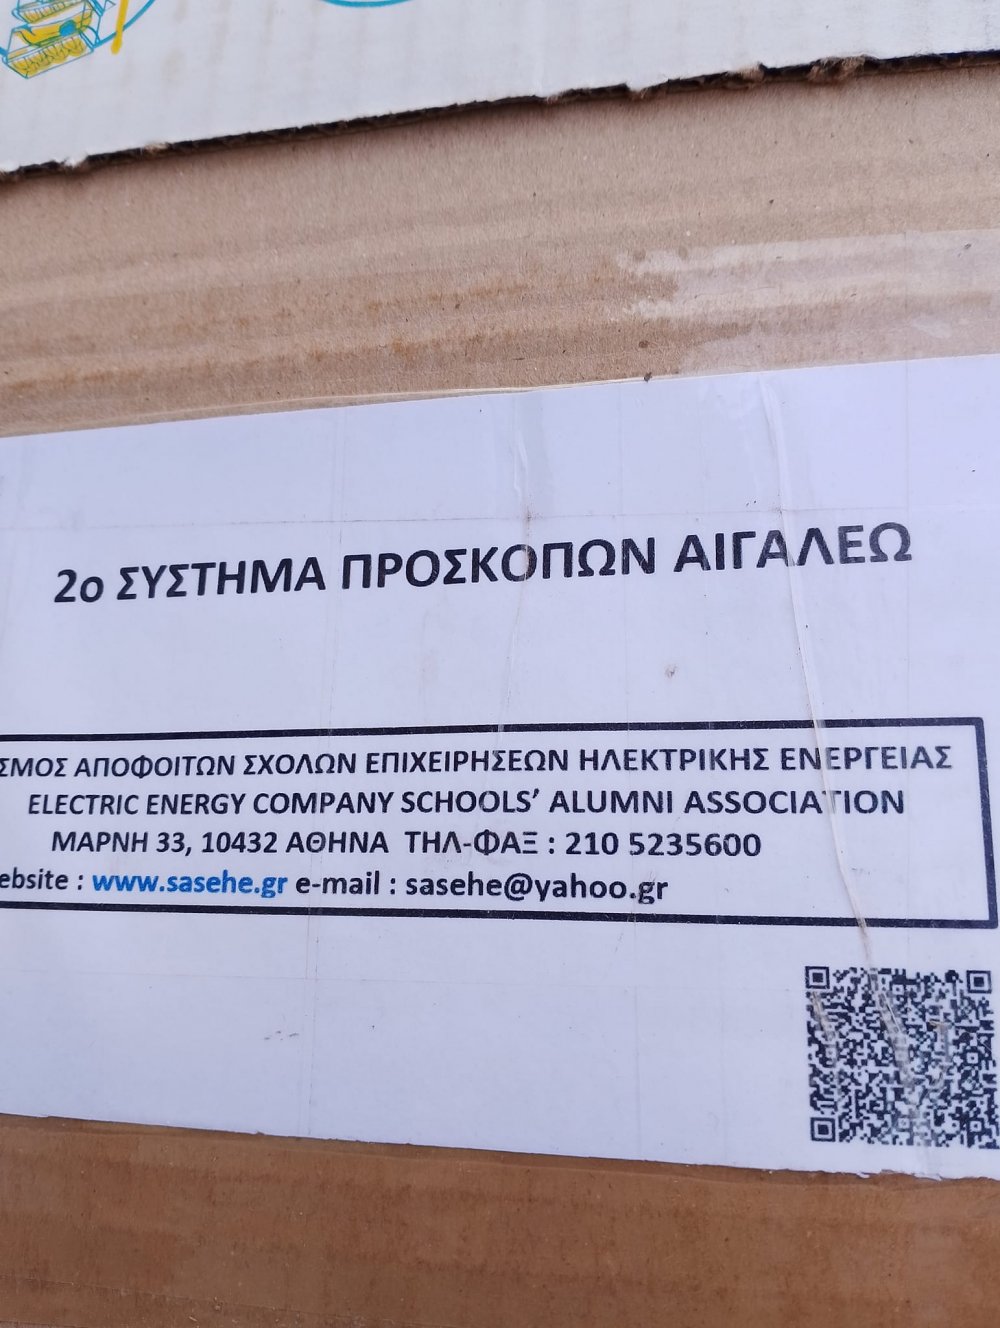 2ο ΣΥΣΤΗΜΑ ΠΡΟΣΚΟΠΩΝ ΑΙΓΑΛΕΩ
ΣΜΟΣ ΑΠΟΦΟΙΤΩΝ ΣΧΟΛΩΝ ΕΠΙΧΕΙΡΗΣΕΩΝ ΗΛΕΚΤΡΙΚΗΣ ΕΝΕΡΓΕΙΑΣ
ELECTRIC ENERGY COMPANY SCHOOLS’ ALUMNI ASSOCIATION
ΜΑΡΝΗ 33, 10432 ΑΘΗΝΑ ΤΗΛ-ΦΑΞ : 210 5235600
ebsite : www.sasehe.gr e-mail : sasehe@yahoo.gr